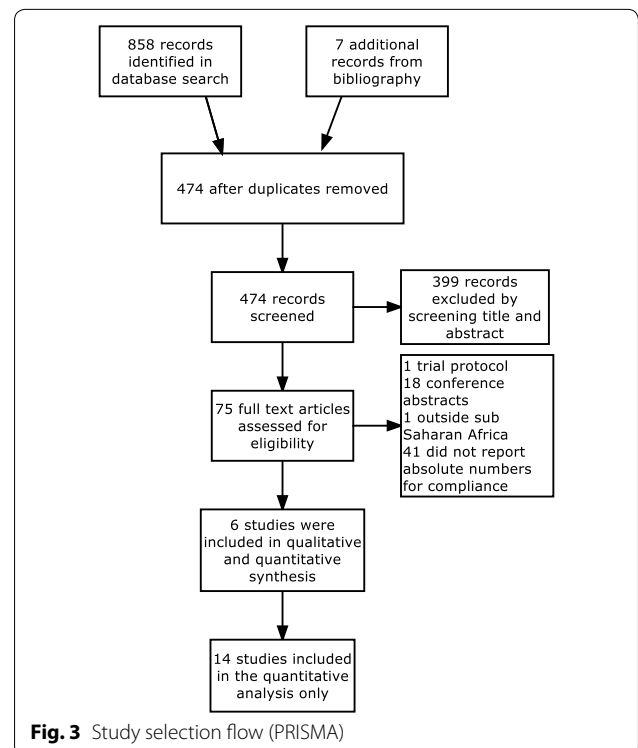 858 records
identified in
database search
7 additional
records from
bibliography
474 after duplicates removed
474 records
screened
399 records
excluded by
screening title and
abstract
75 full text articles
assessed for
eligibility
1 trial protocol
18 conference
abstracts
1 outside sub
Saharan Africa
41 did not report
absolute numbers
for compliance
6 studies were
included in qualitative
and quantitative
synthesis
14 studies included
in the quantitative
analysis only
Fig. 3 Study selection flow (PRISMA)